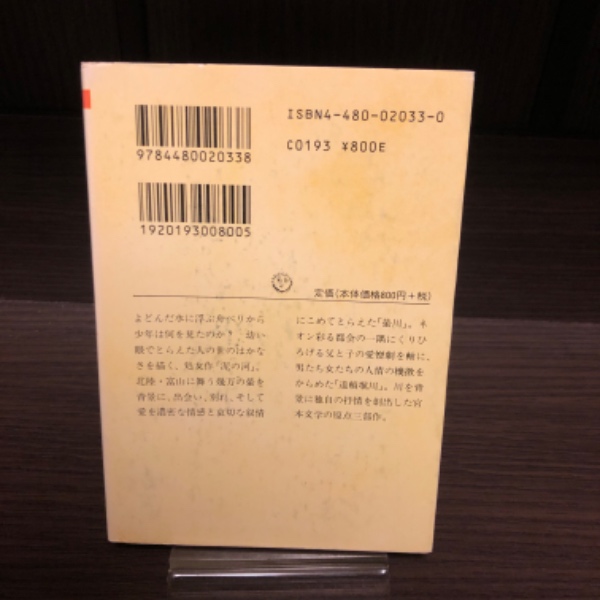 ISBN4-480-02033-0
9784480020338
C0193 ¥800E
1920193008005
定価(本体価格800円+税)
よどんだ水に浮ぶ舟べりから
少年は何を見たのか? 幼い
眼でとらえた人の世のはかな
さを描く、処女作「泥の河」。
北陸・富山に舞う幾万の螢を
背景に、出会い、別れ、そして
愛を濃密な情感と哀切な叙情
にこめてとらえた「螢川」。ネ
オン彩る都会の一隅にくりひ
ろげる父と子の愛憎劇を軸に、
男たち女たちの人情の機微を
からめた「道頓堀川」。川を背
景に独自の抒情を創出した宮
本文学の原点三部作。